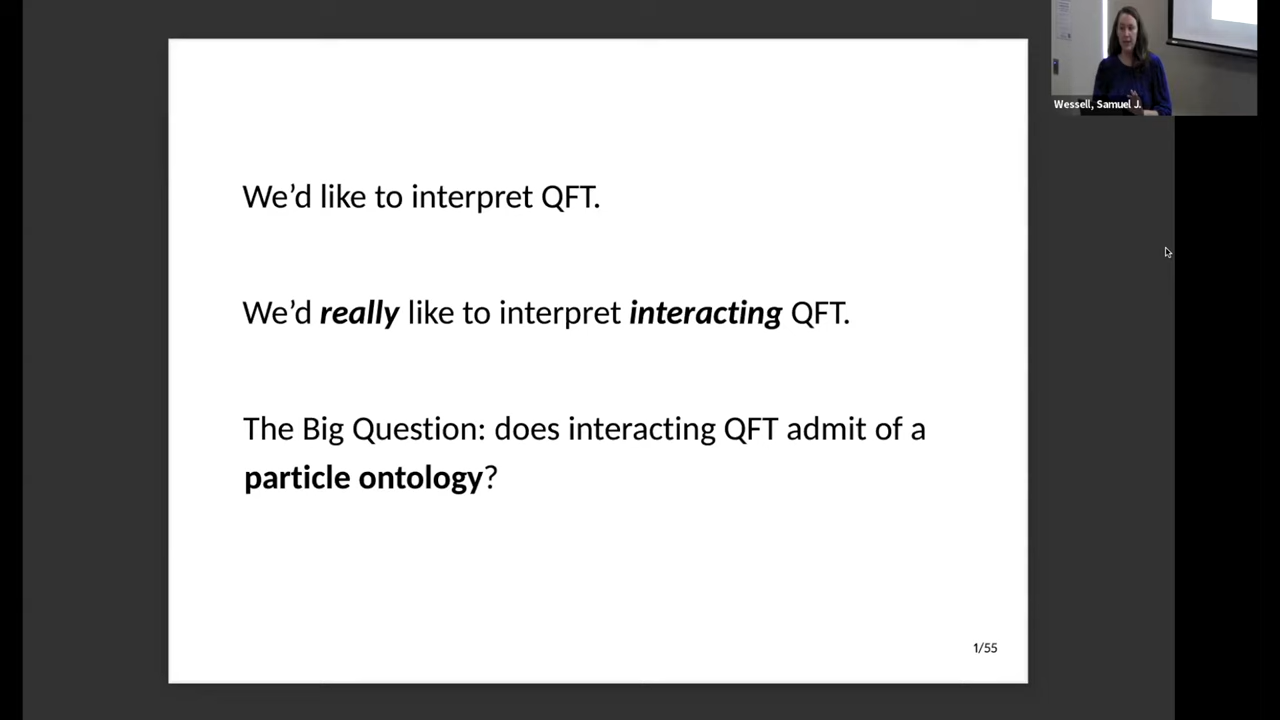 We’d like to interpret QFT.
We’d really like to interpret interacting QFT.
The Big Question: does interacting QFT admit of a
particle ontology?
1/55
Wessell, Samuel J.